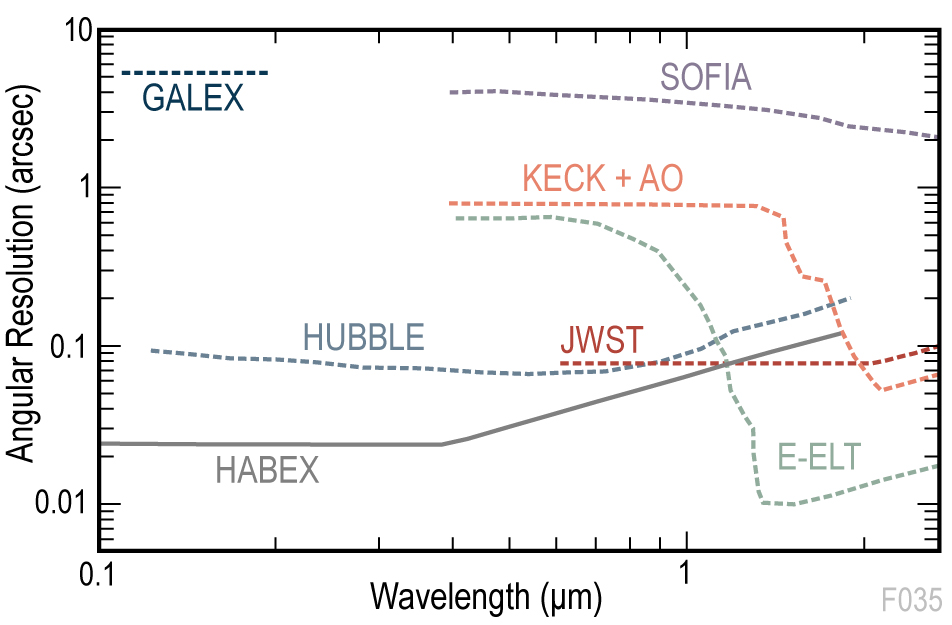 10
SOFIA
GALEX
KECK + AO
1
Angular Resolution (arcsec)
HUBBLE
JWST
0.1
HABEX
E-ELT
0.01
0.1
1
Wavelength (µm)
F035